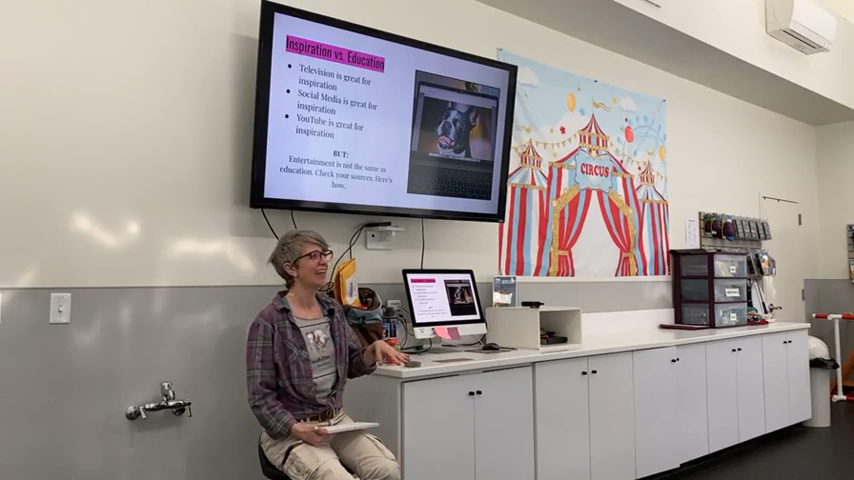 Inspiration vs. Education
• Television is great for
inspiration
• Social Media is great for
inspiration
• YouTube is great for
inspiration
BUT:
Entertainment is not the same as
education. Check your sources. Here's
how.
CIRCUS